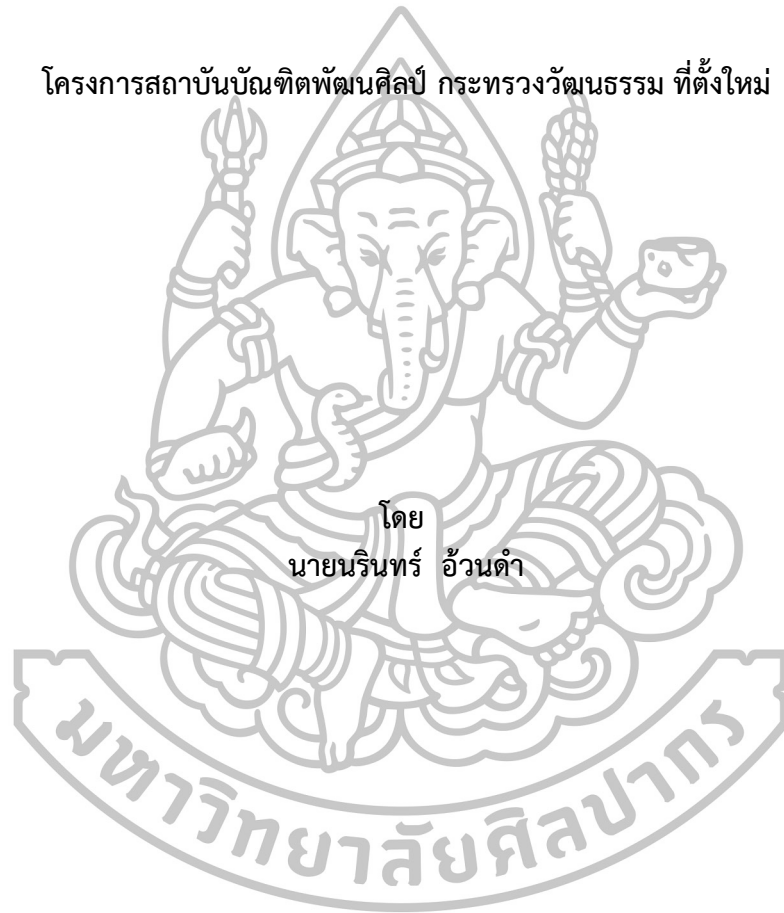 โครงการสถาบันบัณฑิตพัฒนศิลป์ กระทรวงวัฒนธรรม ที่ตั้งใหม่
โดย
นายนรินทร์ อ้วนดำ
มหาวิทยาลัยศิลปากร